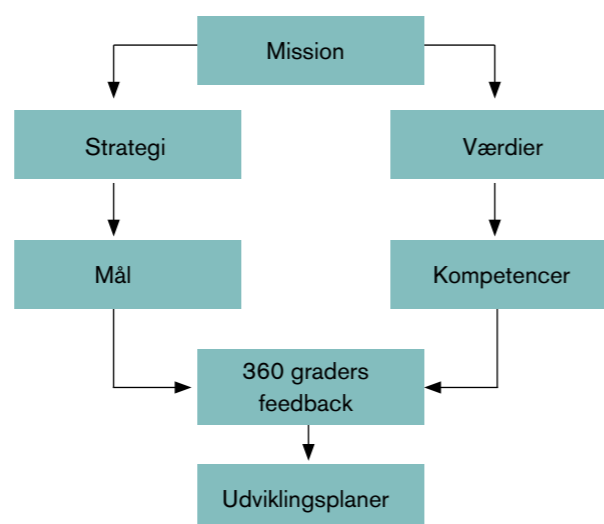 Mission
Strategi
Værdier
Mål
Kompetencer
360 graders
feedback
Udviklingsplaner